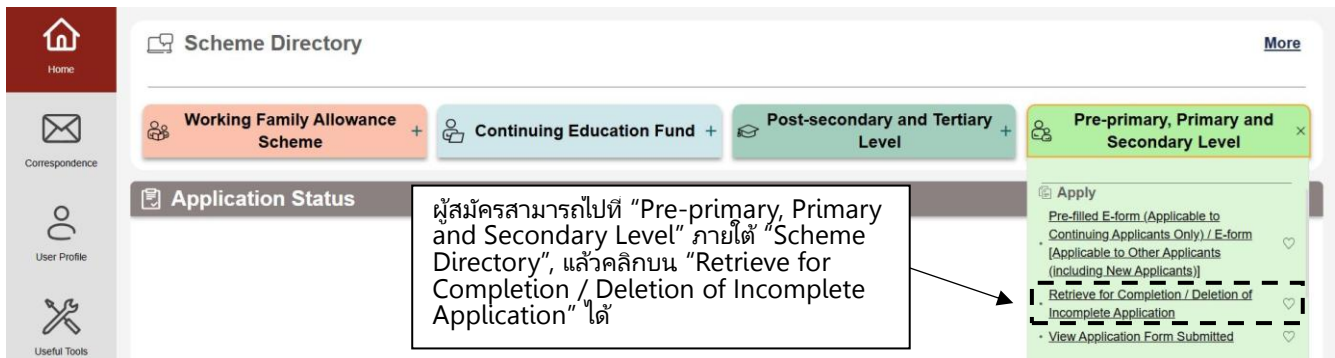 Home
Correspondence
User Profile
Useful Tools
Scheme Directory
More
Working Family Allowance
Scheme
+
Continuing Education Fund +
Post-secondary and Tertiary
Level
+
Pre-primary, Primary and
Secondary Level
×
Application Status
ผู้สมัครสามารถไปที่ “Pre-primary, Primary
and Secondary Level” ภายใต้ “Scheme
Directory”, แล้วคลิกบน “Retrieve for
Completion / Deletion of Incomplete
Application” ได้
Apply
Pre-filled E-form (Applicable to
Continuing Applicants Only) / E-form
[Applicable to Other Applicants
(including New Applicants)]
Retrieve for Completion / Deletion of
Incomplete Application
View Application Form Submitted